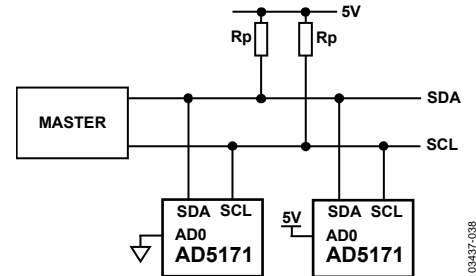 5V
Rp
Rp
SDA
MASTER
SCL
SDA SCL
AD0
AD5171
5V
SDA SCL
AD0
AD5171
03437-038